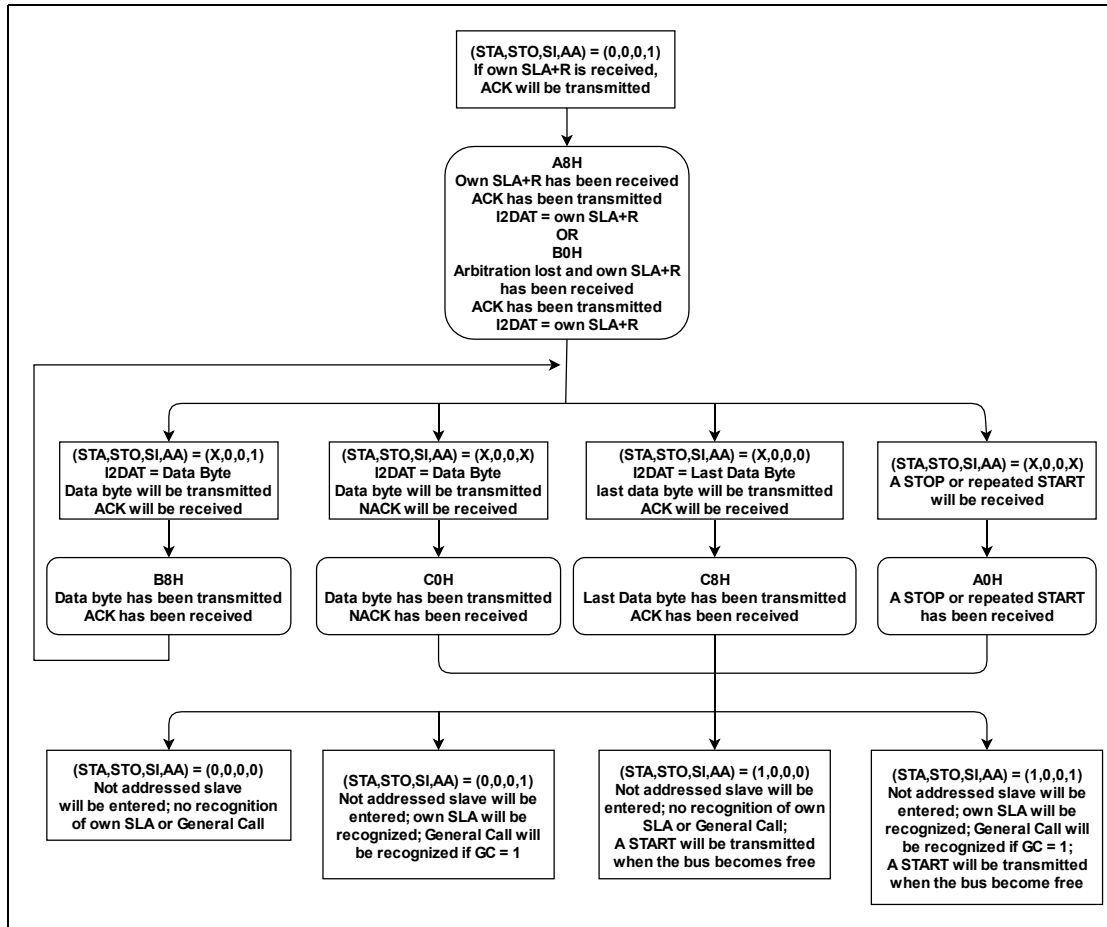 (STA,STO,SI,AA) = (0,0,0,1)
If own SLA+R is received,
ACK will be transmitted
A8H
Own SLA+R has been received
ACK has been transmitted
I2DAT = own SLA+R
OR
B0H
Arbitration lost and own SLA+R
has been received
ACK has been transmitted
I2DAT = own SLA+R
(STA,STO,SI,AA) = (X,0,0,1)
I2DAT = Data Byte
Data byte will be transmitted
ACK will be received
(STA,STO,SI,AA) = (X,0,0,X)
I2DAT = Data Byte
Data byte will be transmitted
NACK will be received
(STA,STO,SI,AA) = (X,0,0,0)
I2DAT = Last Data Byte
last data byte will be transmitted
ACK will be received
(STA,STO,SI,AA) = (X,0,0,X)
A STOP or repeated START
will be received
B8H
Data byte has been transmitted
ACK has been received
C0H
Data byte has been transmitted
NACK has been received
C8H
Last Data byte has been transmitted
ACK has been received
A0H
A STOP or repeated START
has been received
(STA,STO,SI,AA) = (0,0,0,0)
Not addressed slave
will be entered; no recognition
of own SLA or General Call
(STA,STO,SI,AA) = (0,0,0,1)
Not addressed slave will be
entered; own SLA will be
recognized; General Call will
be recognized if GC = 1
(STA,STO,SI,AA) = (1,0,0,0)
Not addressed slave will be
entered; no recognition of own
SLA or General Call;
A START will be transmitted
when the bus becomes free
(STA,STO,SI,AA) = (1,0,0,1)
Not addressed slave will be
entered; own SLA will be
recognized; General Call will
be recognized if GC = 1;
A START will be transmitted
when the bus become free